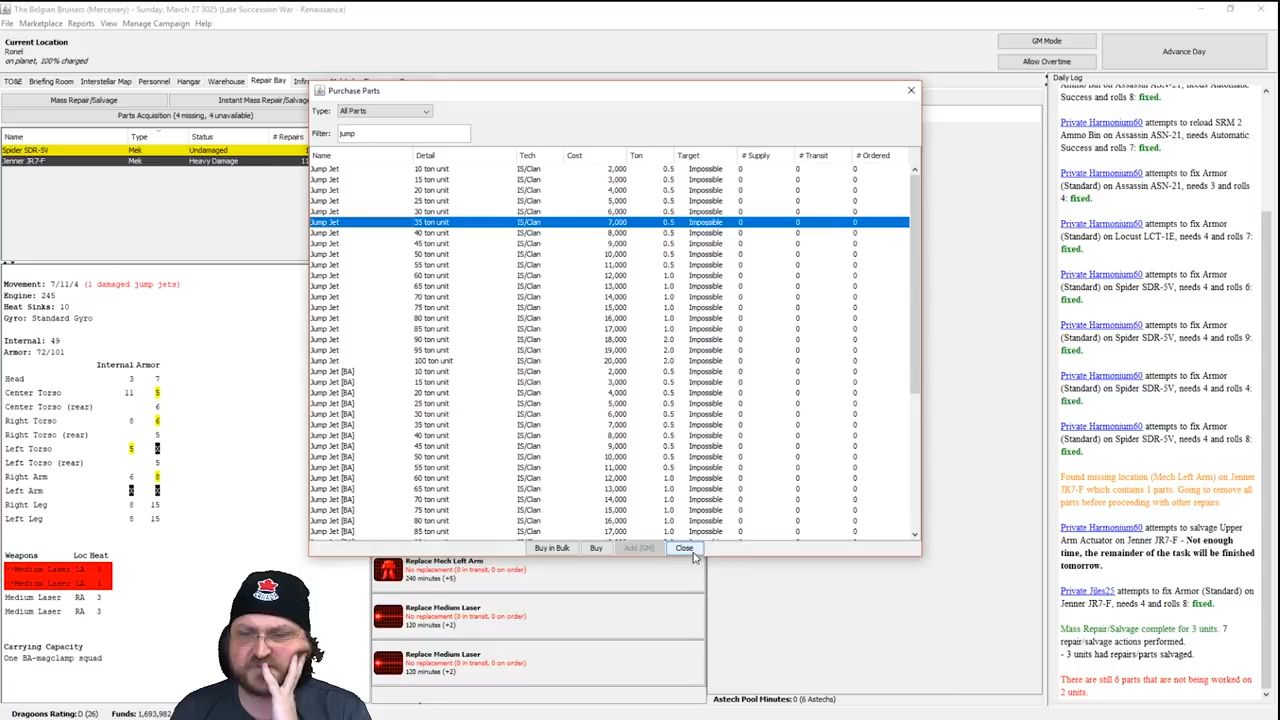 The Belgian Bruisers (Mercenary) - Sunday, March 27 3025 (Late Succession War - Renaissance)
File Marketplace Reports View Manage Campaign Help
Current Location
Ronel
on planet, 100% charged
GM Mode
Allow Overtime
Advance Day
TO&E Briefing Room Interstellar Map Personnel Hangar Warehouse Repair Bay
Mass Repair/Salvage Instant Mass Repair/Salvage
Parts Acquisition (4 missing, 4 unavailable)
Name Type Status # Repairs
Spider SDR-5V Mek Undamaged
Jenner JR7-F Mek Heavy Damage
Movement: 7/11/4 (1 damaged jump jets)
Engine: 245
Heat Sinks: 10
Gyro: Standard Gyro
Internal: 49
Armor: 72/101
Internal Armor
Head 3 7
Center Torso 11 5
Center Torso (rear) 6
Right Torso 8 6
Right Torso (rear) 5
Left Torso 5
Left Torso (rear) 5
Right Arm 6 8
Left Arm
Right Leg 8 15
Left Leg 8 15
Weapons Loc Heat
Medium Laser LA 3
Medium Laser LA
Medium Laser RA 3
Medium Laser RA 3
Carrying Capacity
One BA-magclamp squad
Dragoons Rating: D (26) Funds: 1,693,982
Purchase Parts
Type: All Parts
Filter: jump
Name Detail Tech Cost Ton Target # Supply # Transit # Ordered
Jump Jet 10 ton unit IS/Clan 2,000 0.5 Impossible 0 0 0
Jump Jet 15 ton unit IS/Clan 3,000 0.5 Impossible 0 0 0
Jump Jet 20 ton unit IS/Clan 4,000 0.5 Impossible 0 0 0
Jump Jet 25 ton unit IS/Clan 5,000 0.5 Impossible 0 0 0
Jump Jet 30 ton unit IS/Clan 6,000 0.5 Impossible 0 0 0
Jump Jet 35 ton unit IS/Clan 7,000 0.5 Impossible 0 0 0
Jump Jet 40 ton unit IS/Clan 8,000 0.5 Impossible 0 0 0
Jump Jet 45 ton unit IS/Clan 9,000 0.5 Impossible 0 0 0
Jump Jet 50 ton unit IS/Clan 10,000 0.5 Impossible 0 0 0
Jump Jet 55 ton unit IS/Clan 11,000 0.5 Impossible 0 0 0
Jump Jet 60 ton unit IS/Clan 12,000 1.0 Impossible 0 0 0
Jump Jet 65 ton unit IS/Clan 13,000 1.0 Impossible 0 0 0
Jump Jet 70 ton unit IS/Clan 14,000 1.0 Impossible 0 0 0
Jump Jet 75 ton unit IS/Clan 15,000 1.0 Impossible 0 0 0
Jump Jet 80 ton unit IS/Clan 16,000 1.0 Impossible 0 0 0
Jump Jet 85 ton unit IS/Clan 17,000 1.0 Impossible 0 0 0
Jump Jet 90 ton unit IS/Clan 18,000 2.0 Impossible 0 0 0
Jump Jet 95 ton unit IS/Clan 19,000 2.0 Impossible 0 0 0
Jump Jet 100 ton unit IS/Clan 20,000 2.0 Impossible 0 0 0
Jump Jet [BA] 10 ton unit IS/Clan 2,000 0.5 Impossible 0 0 0
Jump Jet [BA] 15 ton unit IS/Clan 3,000 0.5 Impossible 0 0 0
Jump Jet [BA] 20 ton unit IS/Clan 4,000 0.5 Impossible 0 0 0
Jump Jet [BA] 25 ton unit IS/Clan 5,000 0.5 Impossible 0 0 0
Jump Jet [BA] 30 ton unit IS/Clan 6,000 0.5 Impossible 0 0 0
Jump Jet [BA] 35 ton unit IS/Clan 7,000 0.5 Impossible 0 0 0
Jump Jet [BA] 40 ton unit IS/Clan 8,000 0.5 Impossible 0 0 0
Jump Jet [BA] 45 ton unit IS/Clan 9,000 0.5 Impossible 0 0 0
Jump Jet [BA] 50 ton unit IS/Clan 10,000 0.5 Impossible 0 0 0
Jump Jet [BA] 55 ton unit IS/Clan 11,000 0.5 Impossible 0 0 0
Jump Jet [BA] 60 ton unit IS/Clan 12,000 1.0 Impossible 0 0 0
Jump Jet [BA] 65 ton unit IS/Clan 13,000 1.0 Impossible 0 0 0
Jump Jet [BA] 70 ton unit IS/Clan 14,000 1.0 Impossible 0 0 0
Jump Jet [BA] 75 ton unit IS/Clan 15,000 1.0 Impossible 0 0 0
Jump Jet [BA] 80 ton unit IS/Clan 16,000 1.0 Impossible 0 0 0
Jump Jet [BA] 85 ton unit IS/Clan 17,000 1.0 Impossible 0 0 0
Buy in Bulk Buy Add (GM) Close
Replace Mech Left Arm
No replacement (0 in transit, 0 on order)
240 minutes (+5)
Replace Medium Laser
No replacement (0 in transit, 0 on order)
120 minutes (+2)
Replace Medium Laser
No replacement (0 in transit, 0 on order)
120 minutes (+2)
Astech Pool Minutes: 0 (6 Astechs)
Daily Log
Ammo Bin on Assassin ASN-21, needs Automatic
Success and rolls 8: fixed.
Private Harmonium60 attempts to reload SRM 2
Ammo Bin on Assassin ASN-21, needs Automatic
Success and rolls 7: fixed.
Private Harmonium60 attempts to fix Armor
(Standard) on Assassin ASN-21, needs 3 and rolls
4: fixed.
Private Harmonium60 attempts to fix Armor
(Standard) on Locust LCT-1E, needs 4 and rolls 7:
fixed.
Private Harmonium60 attempts to fix Armor
(Standard) on Spider SDR-5V, needs 4 and rolls 6:
fixed.
Private Harmonium60 attempts to fix Armor
(Standard) on Spider SDR-5V, needs 4 and rolls 9:
fixed.
Private Harmonium60 attempts to fix Armor
(Standard) on Spider SDR-5V, needs 4 and rolls 4:
fixed.
Private Harmonium60 attempts to fix Armor
(Standard) on Spider SDR-5V, needs 4 and rolls 8:
fixed.
Found missing location (Mech Left Arm) on Jenner
JR7-F which contains 1 parts. Going to remove all
parts before proceeding with other repairs.
Private Harmonium60 attempts to salvage Upper
Arm Actuator on Jenner JR7-F - Not enough
time, the remainder of the task will be finished
tomorrow.
Private Jiles25 attempts to fix Armor (Standard) on
Jenner JR7-F, needs 4 and rolls 8: fixed.
Mass Repair/Salvage complete for 3 units. 7
repair/salvage actions performed.
- 3 units had repairs/parts salvaged.
There are still 6 parts that are not being worked on
2 units.